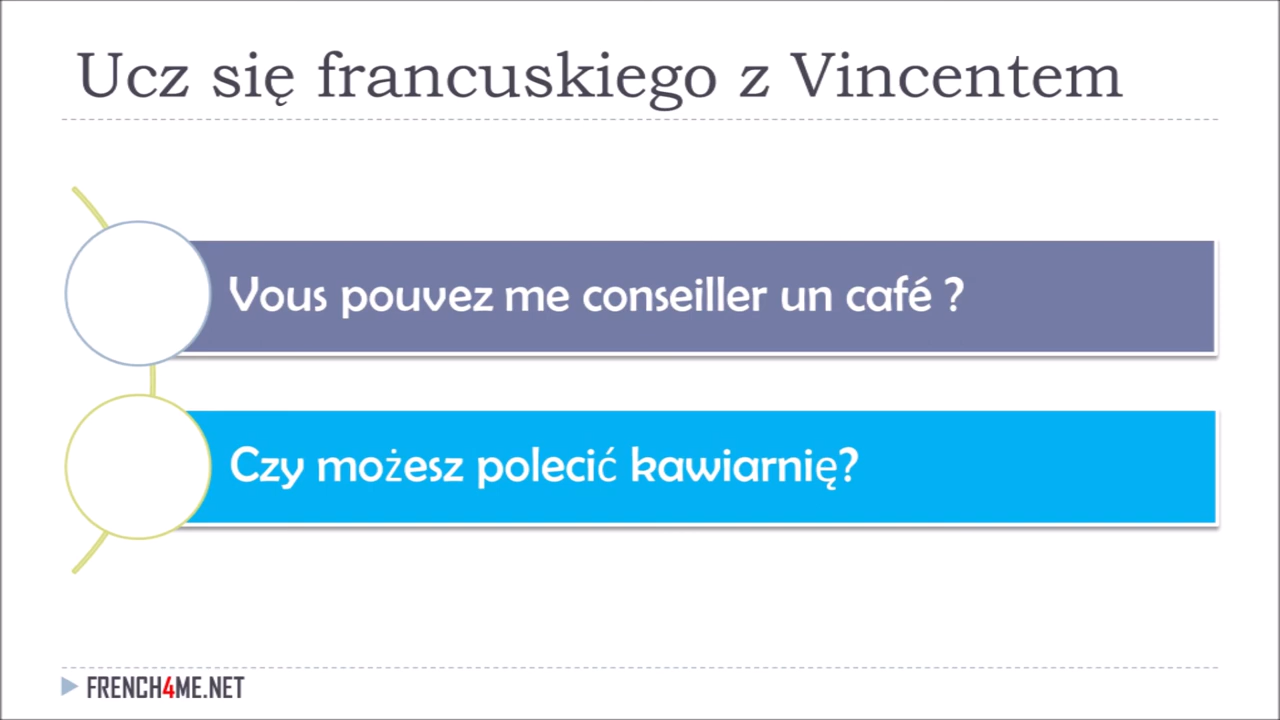 Ucz się francuskiego z Vincentem
Vous pouvez me conseiller un café ?
Czy możesz polecić kawiarnię?
FRENCH4ME.NET